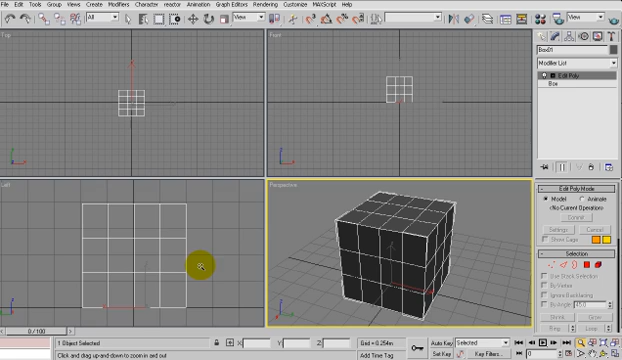 File Edit Tools Group Views Create Modifiers Character reactor Animation Graph Editors Rendering Customize MAXScript Help
All View View
Top
Front
Left
Perspective
Box01
Modifier List
Edit Poly
Box
Edit Poly Mode
Model Animate
<No Current Operation>
Commit
Settings Cancel
Show Cage
Selection
Use Stack Selection
By Vertex
Ignore Backfacing
By Angle: 45.0
Shrink Grow
Ring Loop
0 / 100
1 Object Selected
X: Y: Z: Grid = 0.254m
Auto Key Selected
Click and drag up-and-down to zoom in and out
Add Time Tag
Set Key Key Filters...
0